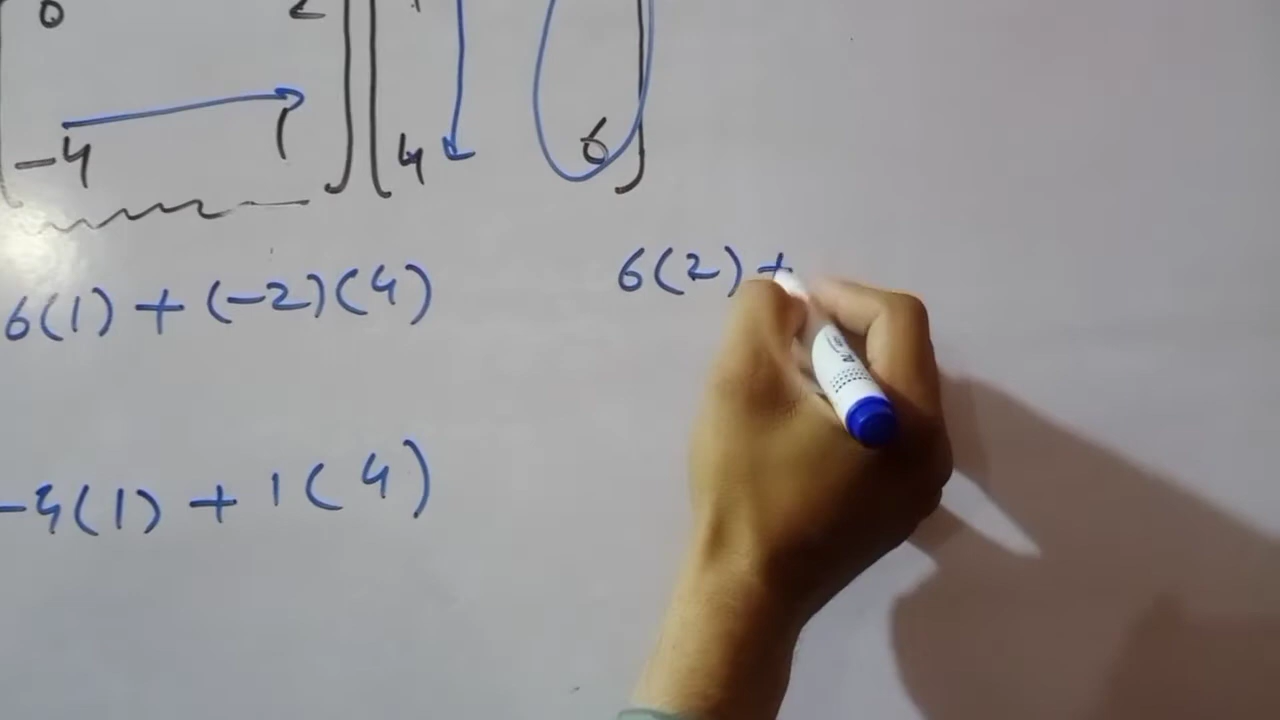 -4 1 4 6
6(1) + (-2)(4) 6(2) +
-4(1) + 1(4)